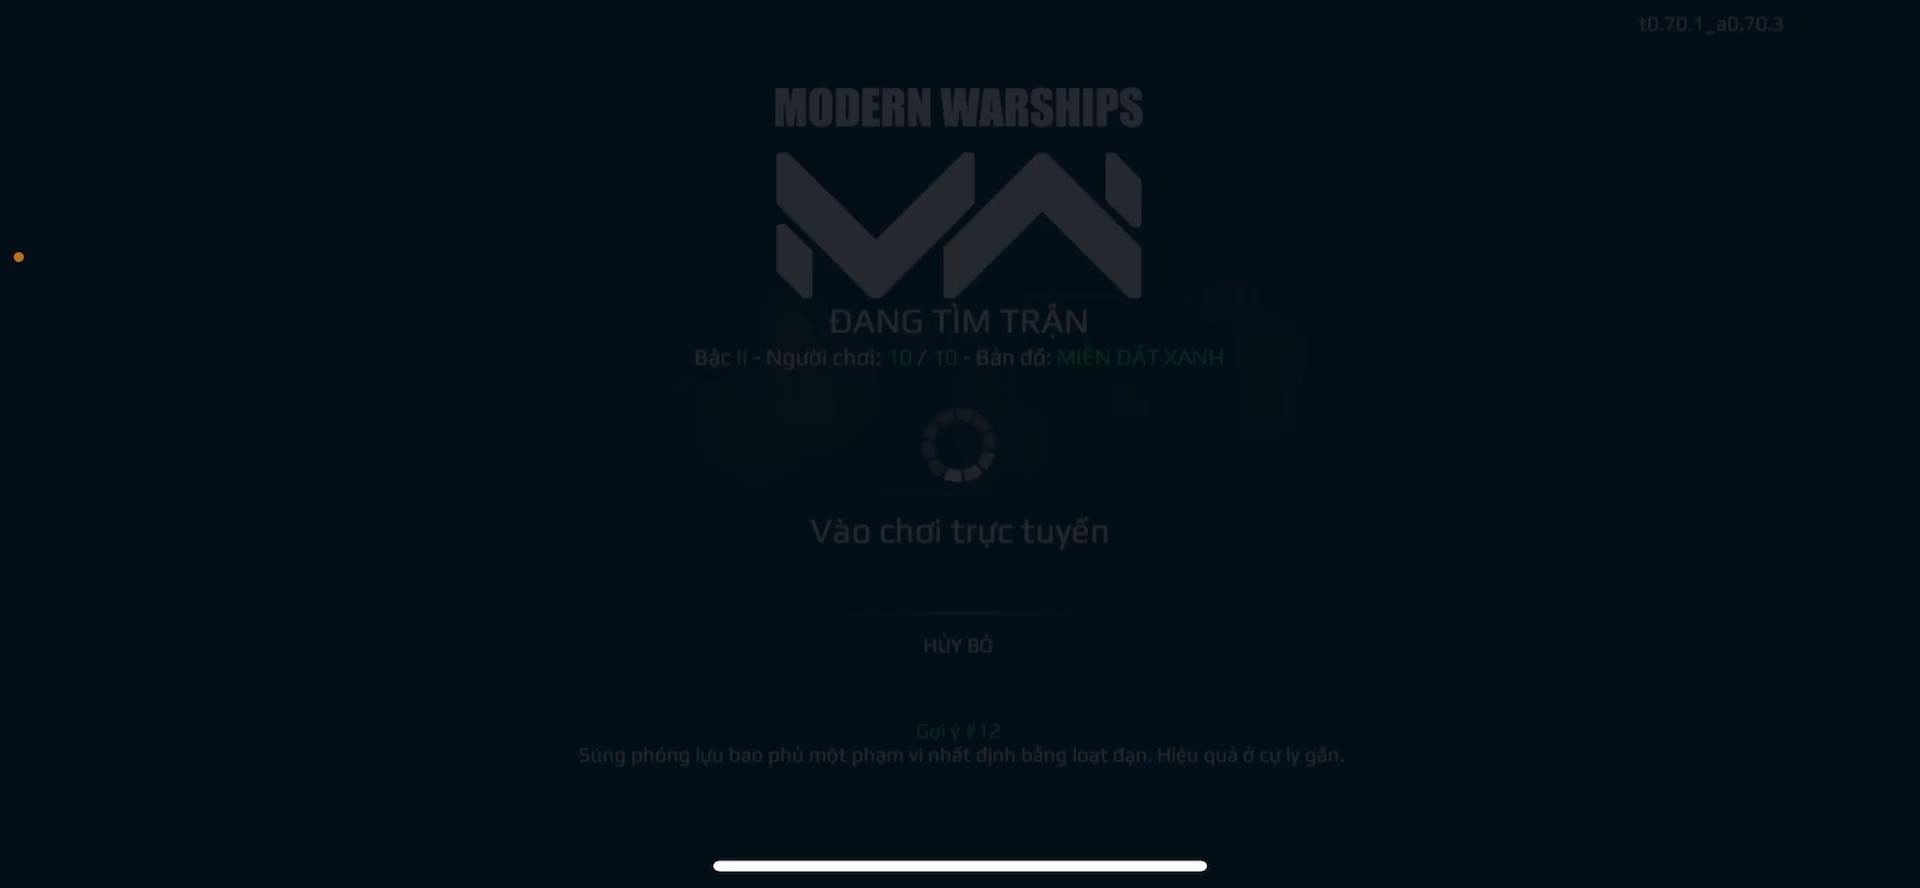 t0.70.1_a0.70.3
MODERN WARSHIPS
ĐANG TÌM TRẬN
Bậc II - Người chơi: 10 / 10 - Bản đồ: MIỀN ĐẤT XANH
Vào chơi trực tuyến
HỦY BỎ
Gợi ý #12
Súng phóng lựu bao phủ một phạm vi nhất định bằng loạt đạn. Hiệu quả ở cự ly gần.